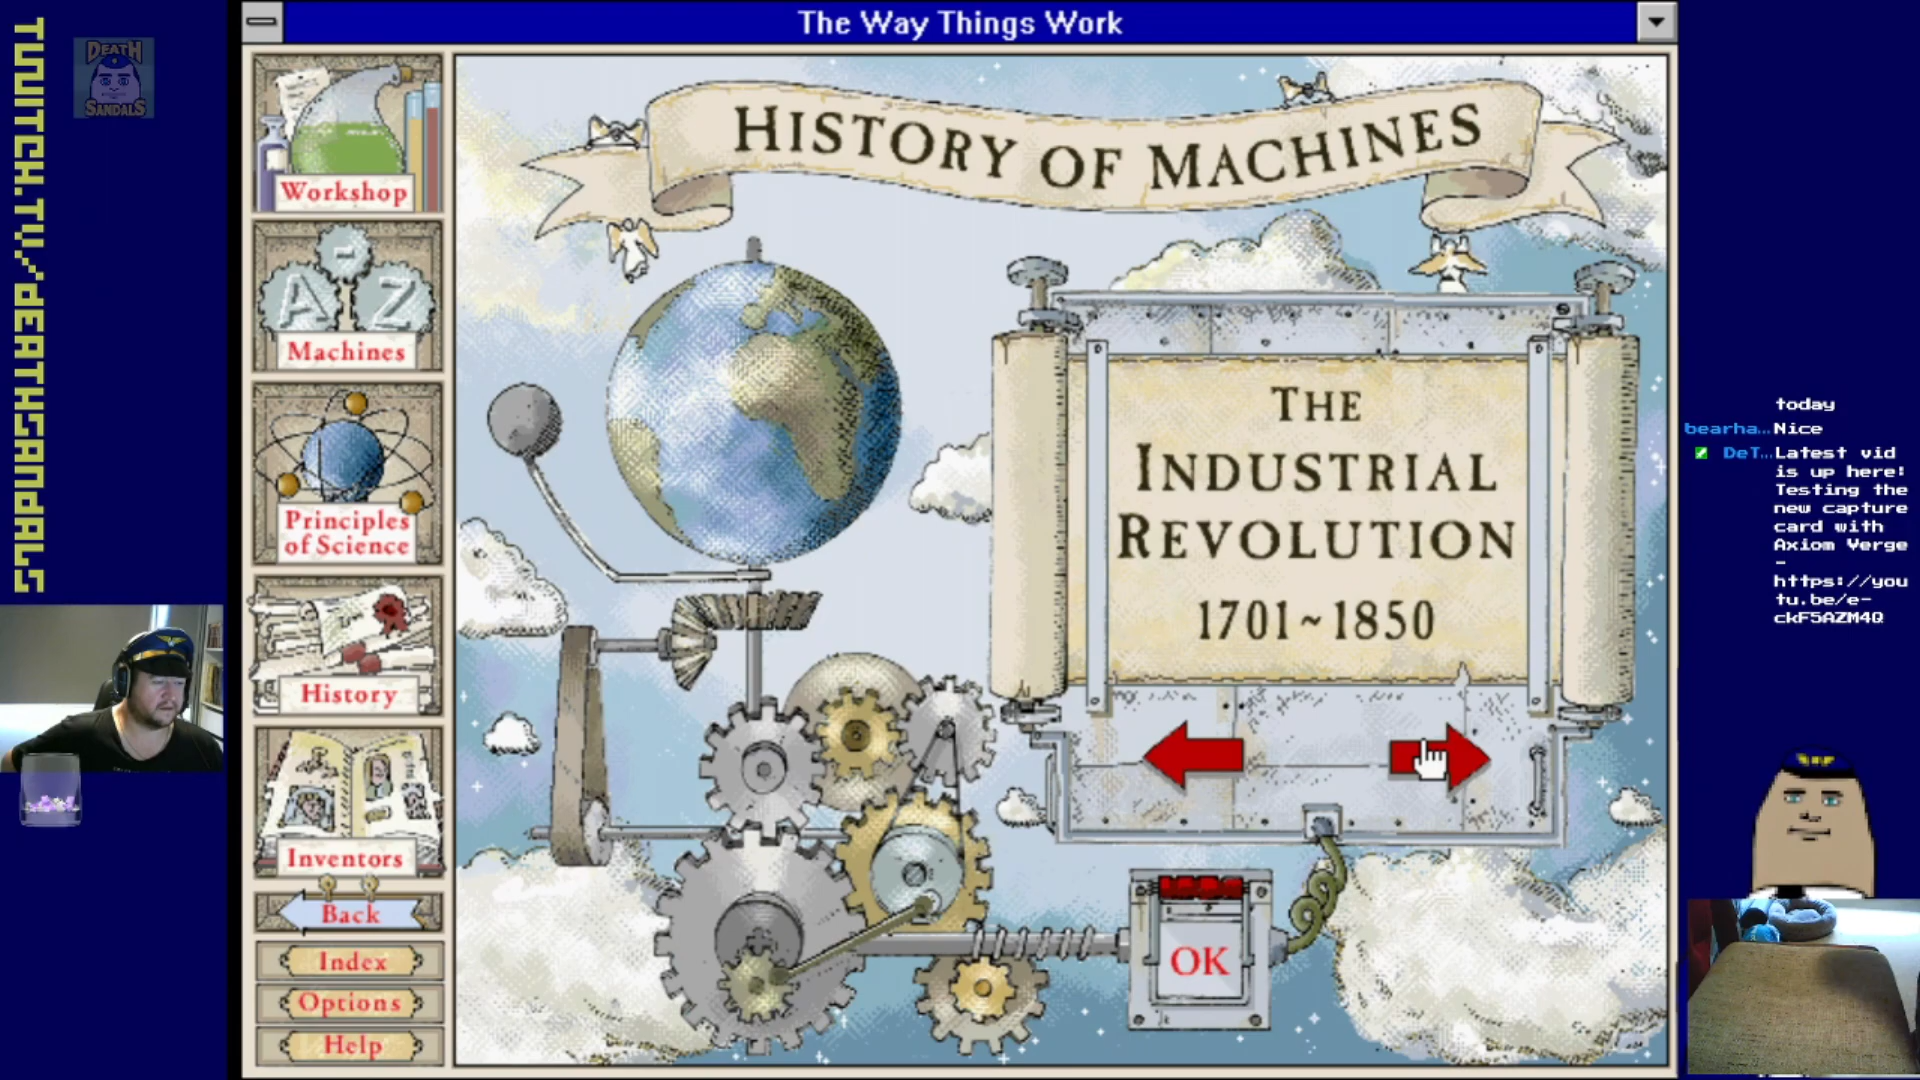 TWITCH.TV/DEATHSANDALS
DEATH
SANDALS
The Way Things Work
Workshop
A-Z
Machines
Principles
of Science
History
Inventors
Back
Index
Options
Help
HISTORY OF MACHINES
THE
INDUSTRIAL
REVOLUTION
1701~1850
OK
today
bearha... Nice
DeT... Latest vid
is up here!
Testing the
new capture
card with
Axiom Verge
-
https://you
tu.be/e-
ckF5AZM4Q